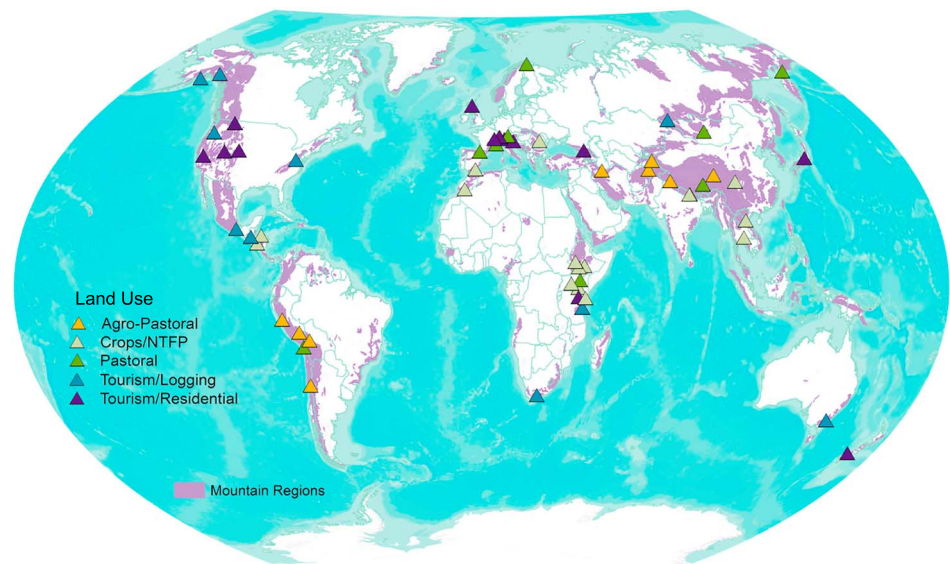 Land Use
Agro-Pastoral
Crops/NTFP
Pastoral
Tourism/Logging
Tourism/Residential
Mountain Regions